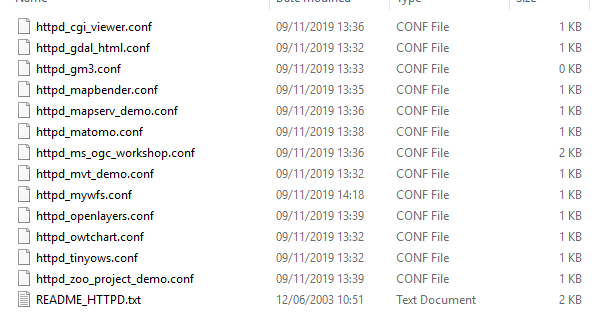 Name Date modified Type Size
httpd_cgi_viewer.conf 09/11/2019 13:36 CONF File 1 KB
httpd_gdal_html.conf 09/11/2019 13:32 CONF File 1 KB
httpd_gm3.conf 09/11/2019 13:33 CONF File 0 KB
httpd_mapbender.conf 09/11/2019 13:35 CONF File 1 KB
httpd_mapserv_demo.conf 09/11/2019 13:36 CONF File 1 KB
httpd_matomo.conf 09/11/2019 13:38 CONF File 1 KB
httpd_ms_ogc_workshop.conf 09/11/2019 13:36 CONF File 2 KB
httpd_mvt_demo.conf 09/11/2019 13:32 CONF File 1 KB
httpd_mywfs.conf 09/11/2019 14:18 CONF File 1 KB
httpd_openlayers.conf 09/11/2019 13:39 CONF File 1 KB
httpd_owtchart.conf 09/11/2019 13:32 CONF File 1 KB
httpd_tinyows.conf 09/11/2019 13:32 CONF File 1 KB
httpd_zoo_project_demo.conf 09/11/2019 13:39 CONF File 1 KB
README_HTTPD.txt 12/06/2003 10:51 Text Document 2 KB